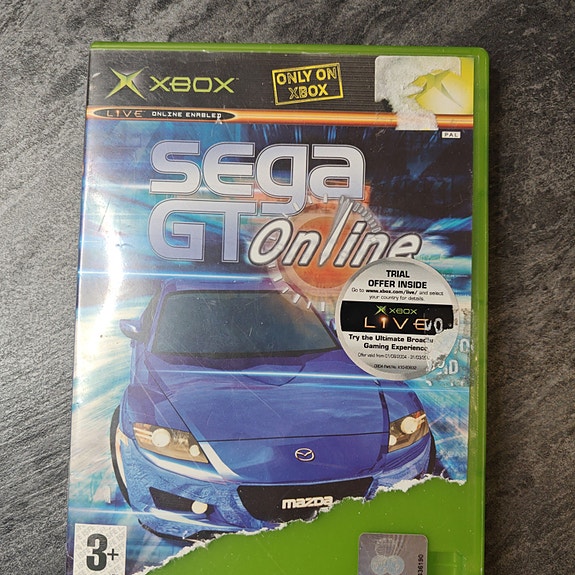 XBOX
ONLY ON
XBOX
LIVE ONLINE ENABLED
PAL
sega
GT Online
TRIAL
OFFER INSIDE
Go to www.xbox.com/live/ and select
your country for details
XBOX
LIVE
Try the Ultimate
Gaming Experience
mazda
3+